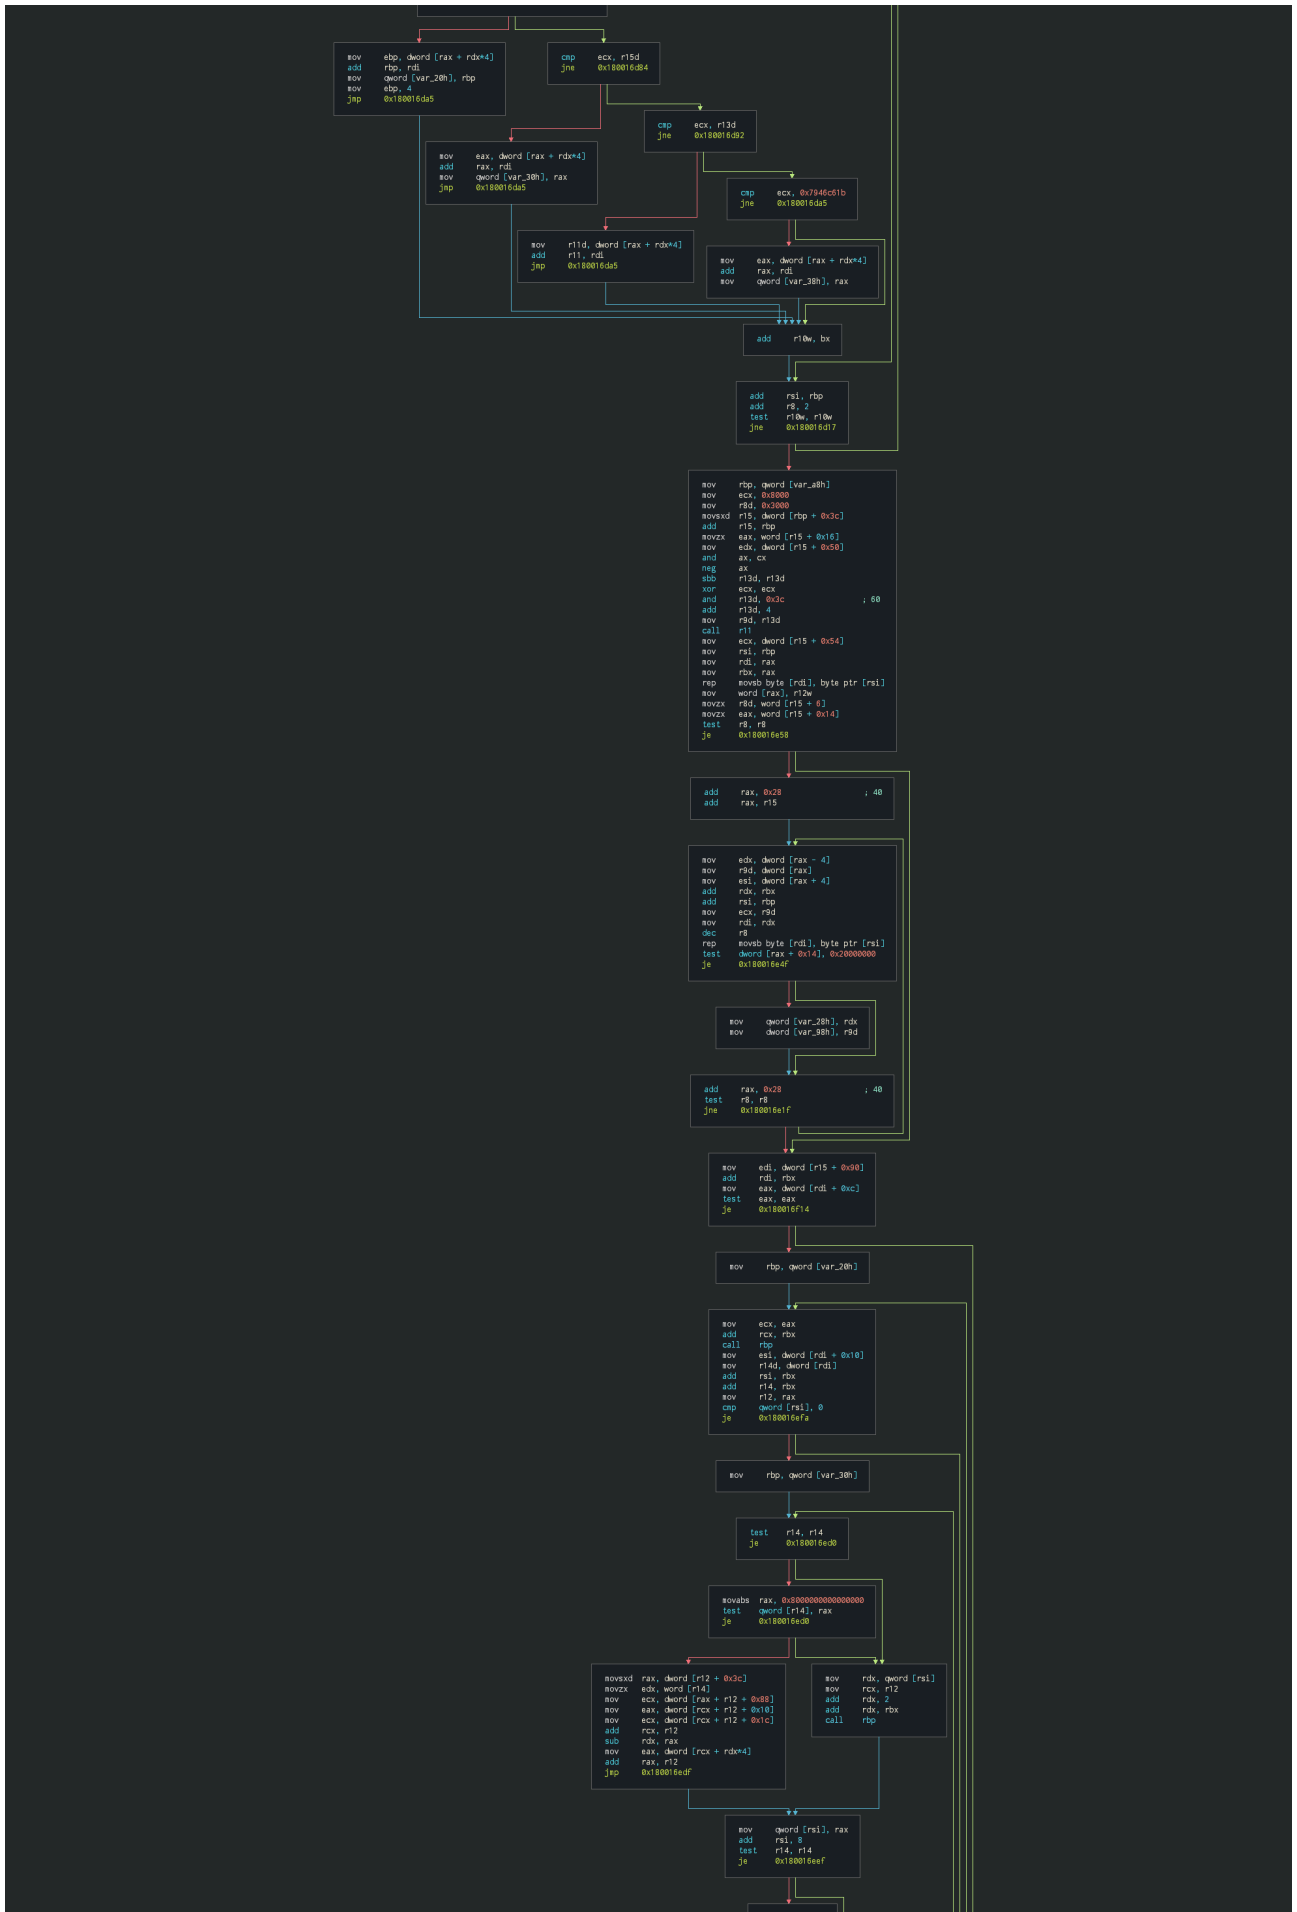 mov ebp, dword [rax + rdx*4]
add rbp, rdi
mov qword [var_20h], rbp
mov ebp, 4
jmp 0x180016da5
cmp ecx, r15d
jne 0x180016d84
cmp ecx, r13d
jne 0x180016d92
mov eax, dword [rax + rdx*4]
add rax, rdi
mov qword [var_30h], rax
jmp 0x180016da5
cmp ecx, 0x7946c61b
jne 0x180016da5
mov r11d, dword [rax + rdx*4]
add r11, rdi
jmp 0x180016da5
mov eax, dword [rax + rdx*4]
add rax, rdi
mov qword [var_38h], rax
add r10w, bx
add rsi, rbp
add r8, 2
test r10w, r10w
jne 0x180016d17
mov rbp, qword [var_a8h]
mov ecx, 0x8000
mov r8d, 0x3000
movsxd r15, dword [rbp + 0x3c]
add r15, rbp
movzx eax, word [r15 + 0x16]
mov edx, dword [r15 + 0x50]
and ax, cx
neg ax
sbb r13d, r13d
xor ecx, ecx
and r13d, 0x3c ; 60
add r13d, 4
mov r9d, r13d
call r11
mov ecx, dword [r15 + 0x54]
mov rsi, rbp
mov rdi, rax
mov rbx, rax
rep movsb byte [rdi], byte ptr [rsi]
mov word [rax], r12w
movzx r8d, word [r15 + 6]
movzx eax, word [r15 + 0x14]
test r8, r8
je 0x180016e58
add rax, 0x28 ; 40
add rax, r15
mov edx, dword [rax - 4]
mov r9d, dword [rax]
mov esi, dword [rax + 4]
add rdx, rbx
add rsi, rbp
mov ecx, r9d
mov rdi, rdx
dec r8
rep movsb byte [rdi], byte ptr [rsi]
test dword [rax + 0x14], 0x20000000
je 0x180016e4f
mov qword [var_28h], rdx
mov dword [var_98h], r9d
add rax, 0x28 ; 40
test r8, r8
jne 0x180016e1f
mov edi, dword [r15 + 0x90]
add rdi, rbx
mov eax, dword [rdi + 0xc]
test eax, eax
je 0x180016f14
mov rbp, qword [var_20h]
mov ecx, eax
add rcx, rbx
call rbp
mov esi, dword [rdi + 0x10]
mov r14d, dword [rdi]
add rsi, rbx
add r14, rbx
mov r12, rax
cmp qword [rsi], 0
je 0x180016efa
mov rbp, qword [var_30h]
test r14, r14
je 0x180016ed0
movabs rax, 0x8000000000000000
test qword [r14], rax
je 0x180016ed0
movsxd rax, dword [r12 + 0x3c]
movzx edx, word [r14]
mov ecx, dword [rax + r12 + 0x88]
mov eax, dword [rcx + r12 + 0x10]
mov ecx, dword [rcx + r12 + 0x1c]
add rcx, r12
sub rdx, rax
mov eax, dword [rcx + rdx*4]
add rax, r12
jmp 0x180016edf
mov rdx, qword [rsi]
mov rcx, r12
add rdx, 2
add rdx, rbx
call rbp
mov qword [rsi], rax
add rsi, 8
test r14, r14
je 0x180016eef